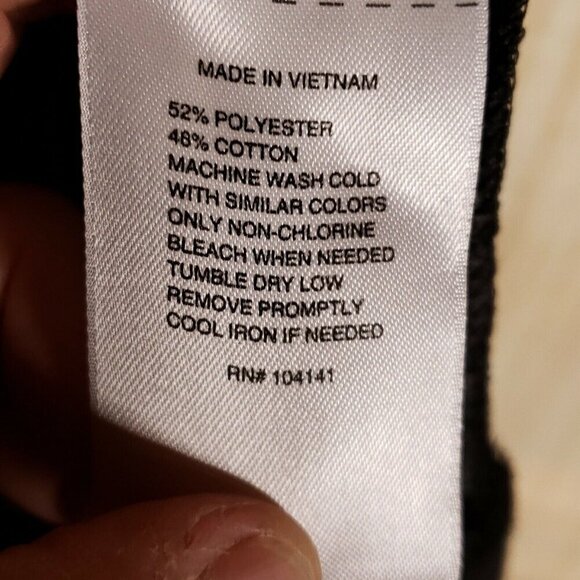 MADE IN VIETNAM
52% POLYESTER
48% COTTON
MACHINE WASH COLD
WITH SIMILAR COLORS
ONLY NON-CHLORINE
BLEACH WHEN NEEDED
TUMBLE DRY LOW
REMOVE PROMPTLY
COOL IRON IF NEEDED
RN# 104141